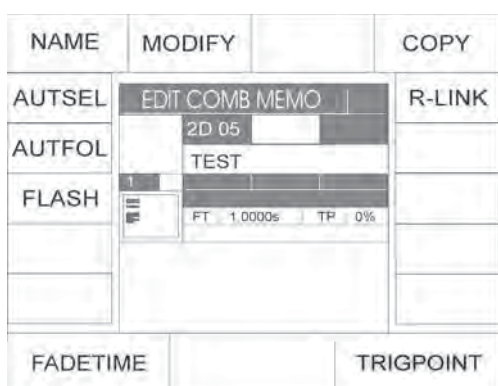 NAME MODIFY COPY
AUTSEL EDIT COMB MEMO R-LINK
2D 05
AUTFOL TEST
1
FLASH
FT 1.0000s TP 0%
FADETIME TRIGPOINT